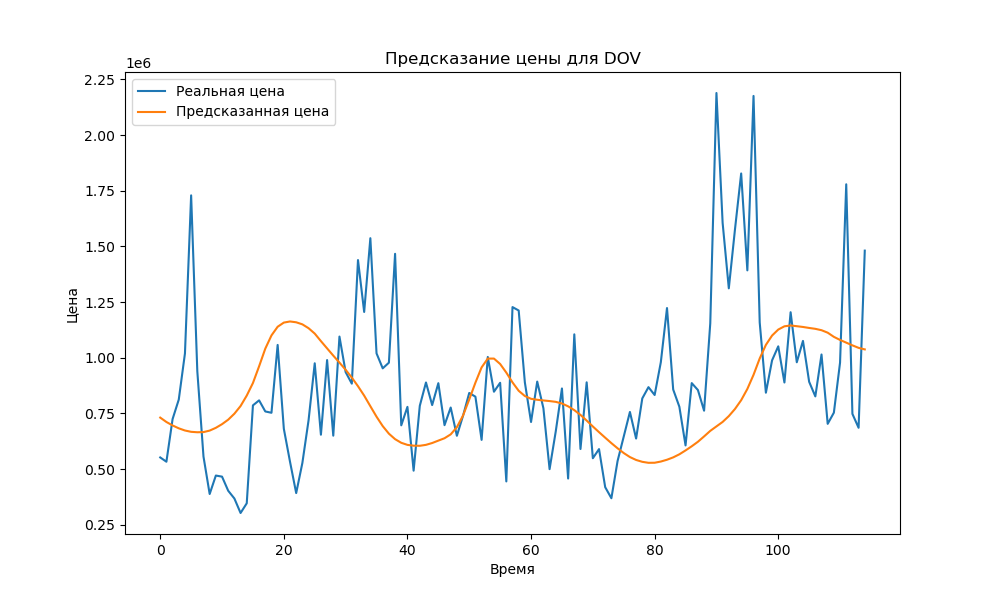 Предсказание цены для DOV
1e6
2.25
2.00
1.75
1.50
1.25
1.00
0.75
0.50
0.25
Цена
Реальная цена
Предсказанная цена
0 20 40 60 80 100
Время